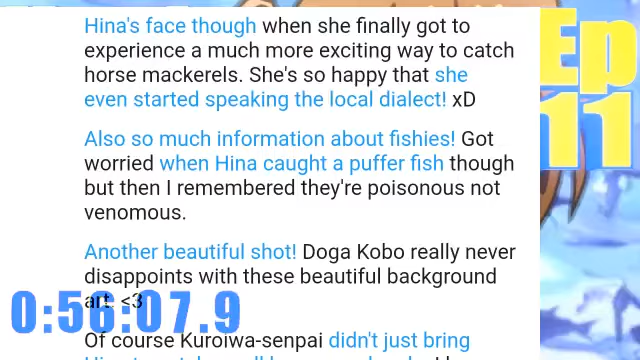 Hina's face though when she finally got to
experience a much more exciting way to catch
horse mackerels. She's so happy that she
even started speaking the local dialect! xD
Also so much information about fishies! Got
worried when Hina caught a puffer fish though
but then I remembered they're poisonous not
venomous.
Another beautiful shot! Doga Kobo really never
disappoints with these beautiful background
art. <3
Of course Kuroiwa-senpai didn't just bring
Ep
11
0:56:07.9